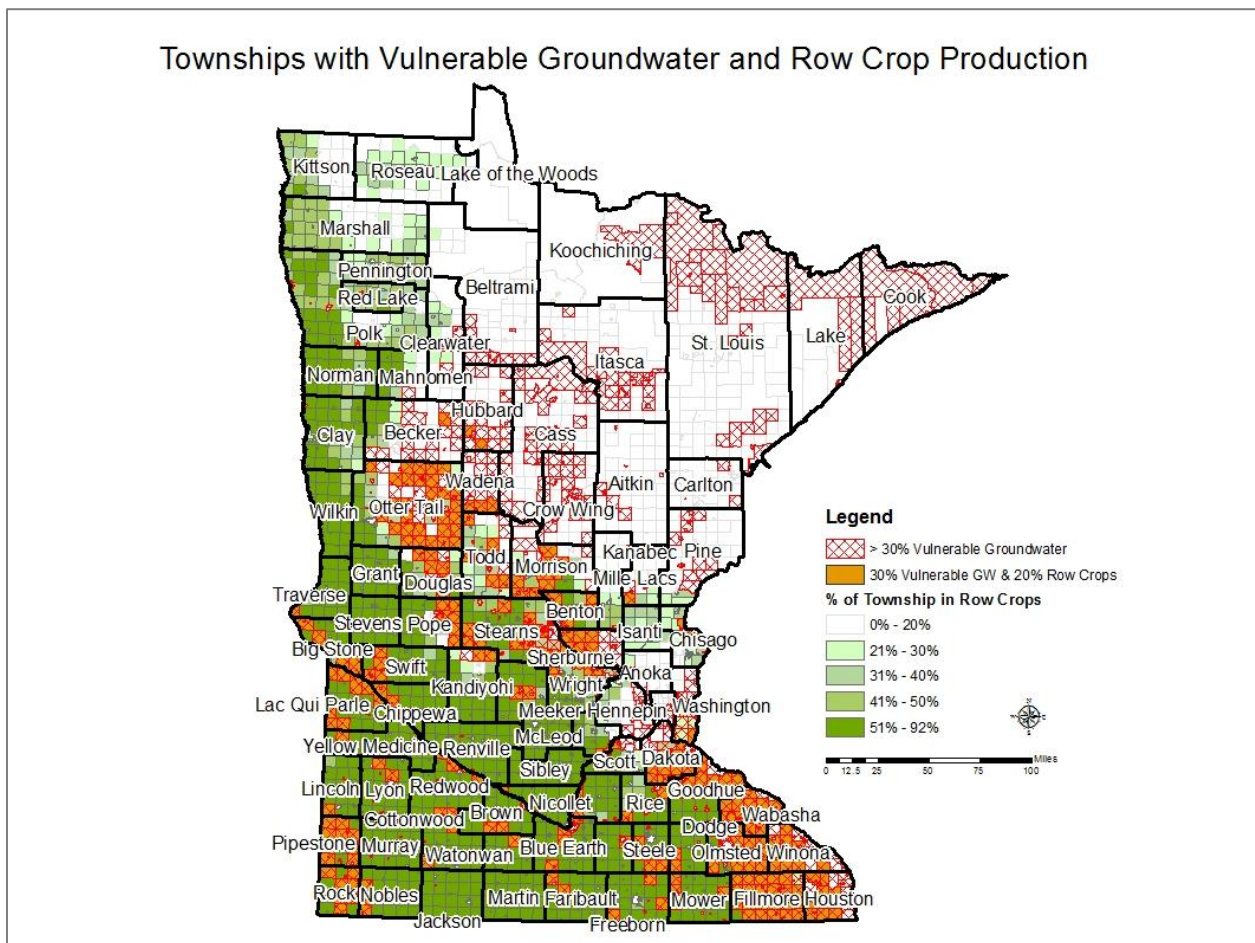 Townships with Vulnerable Groundwater and Row Crop Production
Kittson
Roseau
Lake of the Woods
Marshall
Koochiching
Pennington
Beltrami
Cook
Red Lake
Polk
St. Louis
Lake
Clearwater
Itasca
Norman
Mahnomen
Hubbard
Clay
Becker
Cass
Wadena
Aitkin
Carlton
Otter Tail
Crow Wing
Wilkin
Todd
Morrison
Kanabec
Pine
Grant
Douglas
Mille Lacs
Traverse
Stevens
Pope
Stearns
Benton
Isanti
Chisago
Big Stone
Swift
Sherburne
Anoka
Kandiyohi
Wright
Lac Qui Parle
Chippewa
Meeker
Hennepin
Washington
Yellow Medicine
Renville
McLeod
Scott
Dakota
Sibley
Lincoln
Lyon
Redwood
Nicollet
Rice
Goodhue
Cottonwood
Brown
Wabasha
Dodge
Pipestone
Murray
Watonwan
Blue Earth
Steele
Olmsted
Winona
Rock
Nobles
Martin
Faribault
Mower
Fillmore
Houston
Jackson
Freeborn
Legend
> 30% Vulnerable Groundwater
30% Vulnerable GW & 20% Row Crops
% of Township in Row Crops
0% - 20%
21% - 30%
31% - 40%
41% - 50%
51% - 92%
Miles
0 12.5 25 50 75 100